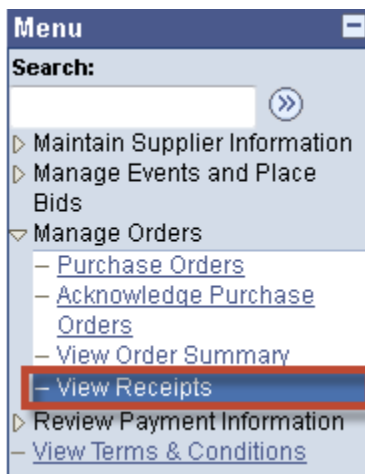 Menu
Search:
Maintain Supplier Information
Manage Events and Place
Bids
Manage Orders
– Purchase Orders
– Acknowledge Purchase
Orders
– View Order Summary
– View Receipts
Review Payment Information
– View Terms & Conditions